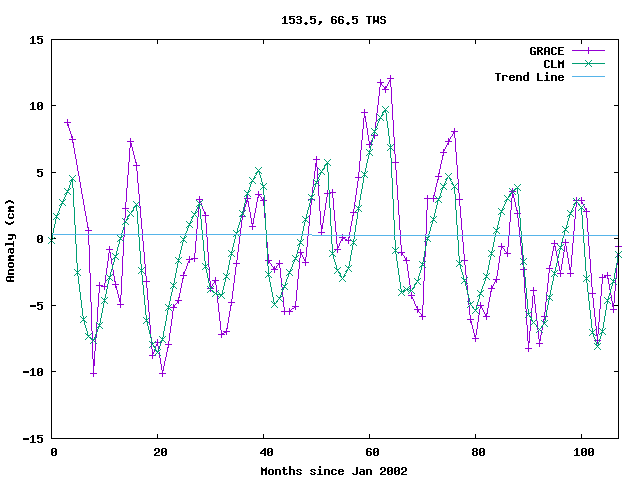 153.5, 66.5 TWS
GRACE
CLM
Trend Line
15
10
5
0
-5
-10
-15
Anomaly (cm)
0 20 40 60 80 100
Months since Jan 2002